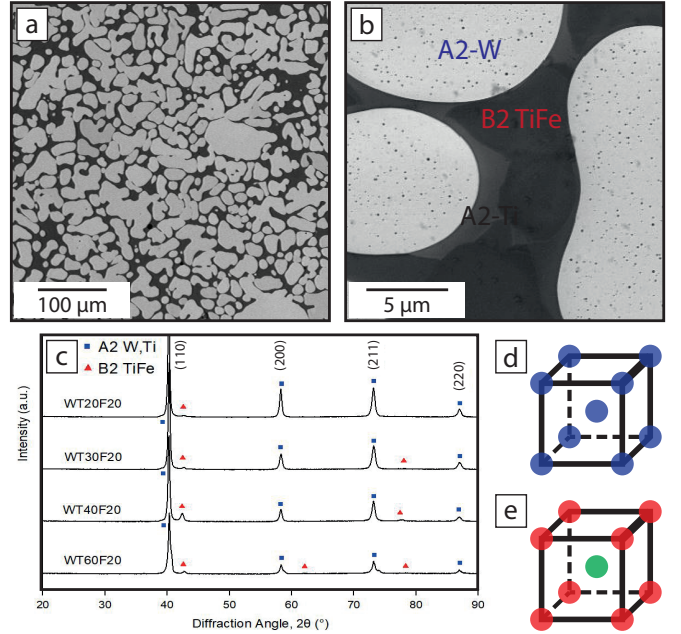 a
100 µm
b
A2-W
B2 TiFe
A2-Ti
5 µm
c
A2 W,Ti
B2 TiFe
(110)
(200)
(211)
(220)
WT20F20
WT30F20
WT40F20
WT60F20
Intensity (a.u.)
20 30 40 50 60 70 80 90
Diffraction Angle, 2θ (°)
d
e